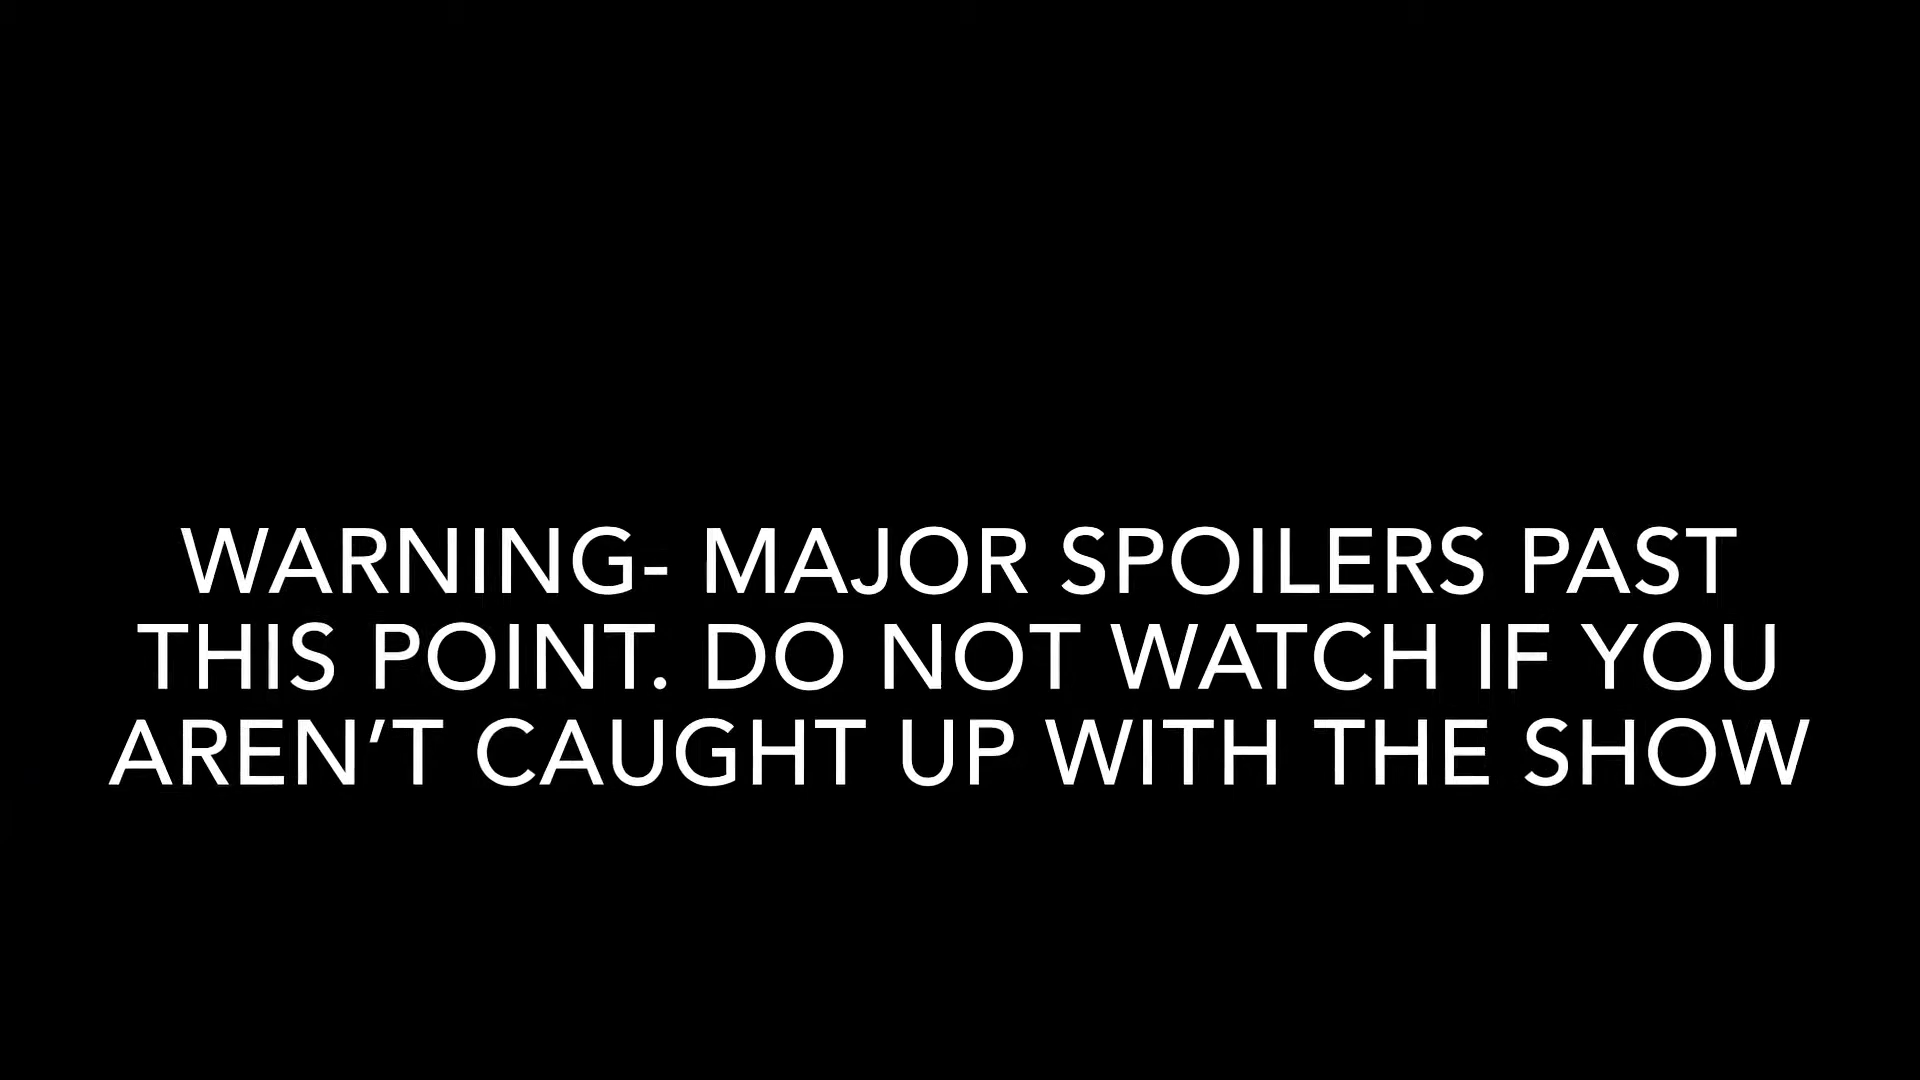 WARNING- MAJOR SPOILERS PAST
THIS POINT. DO NOT WATCH IF YOU
AREN’T CAUGHT UP WITH THE SHOW